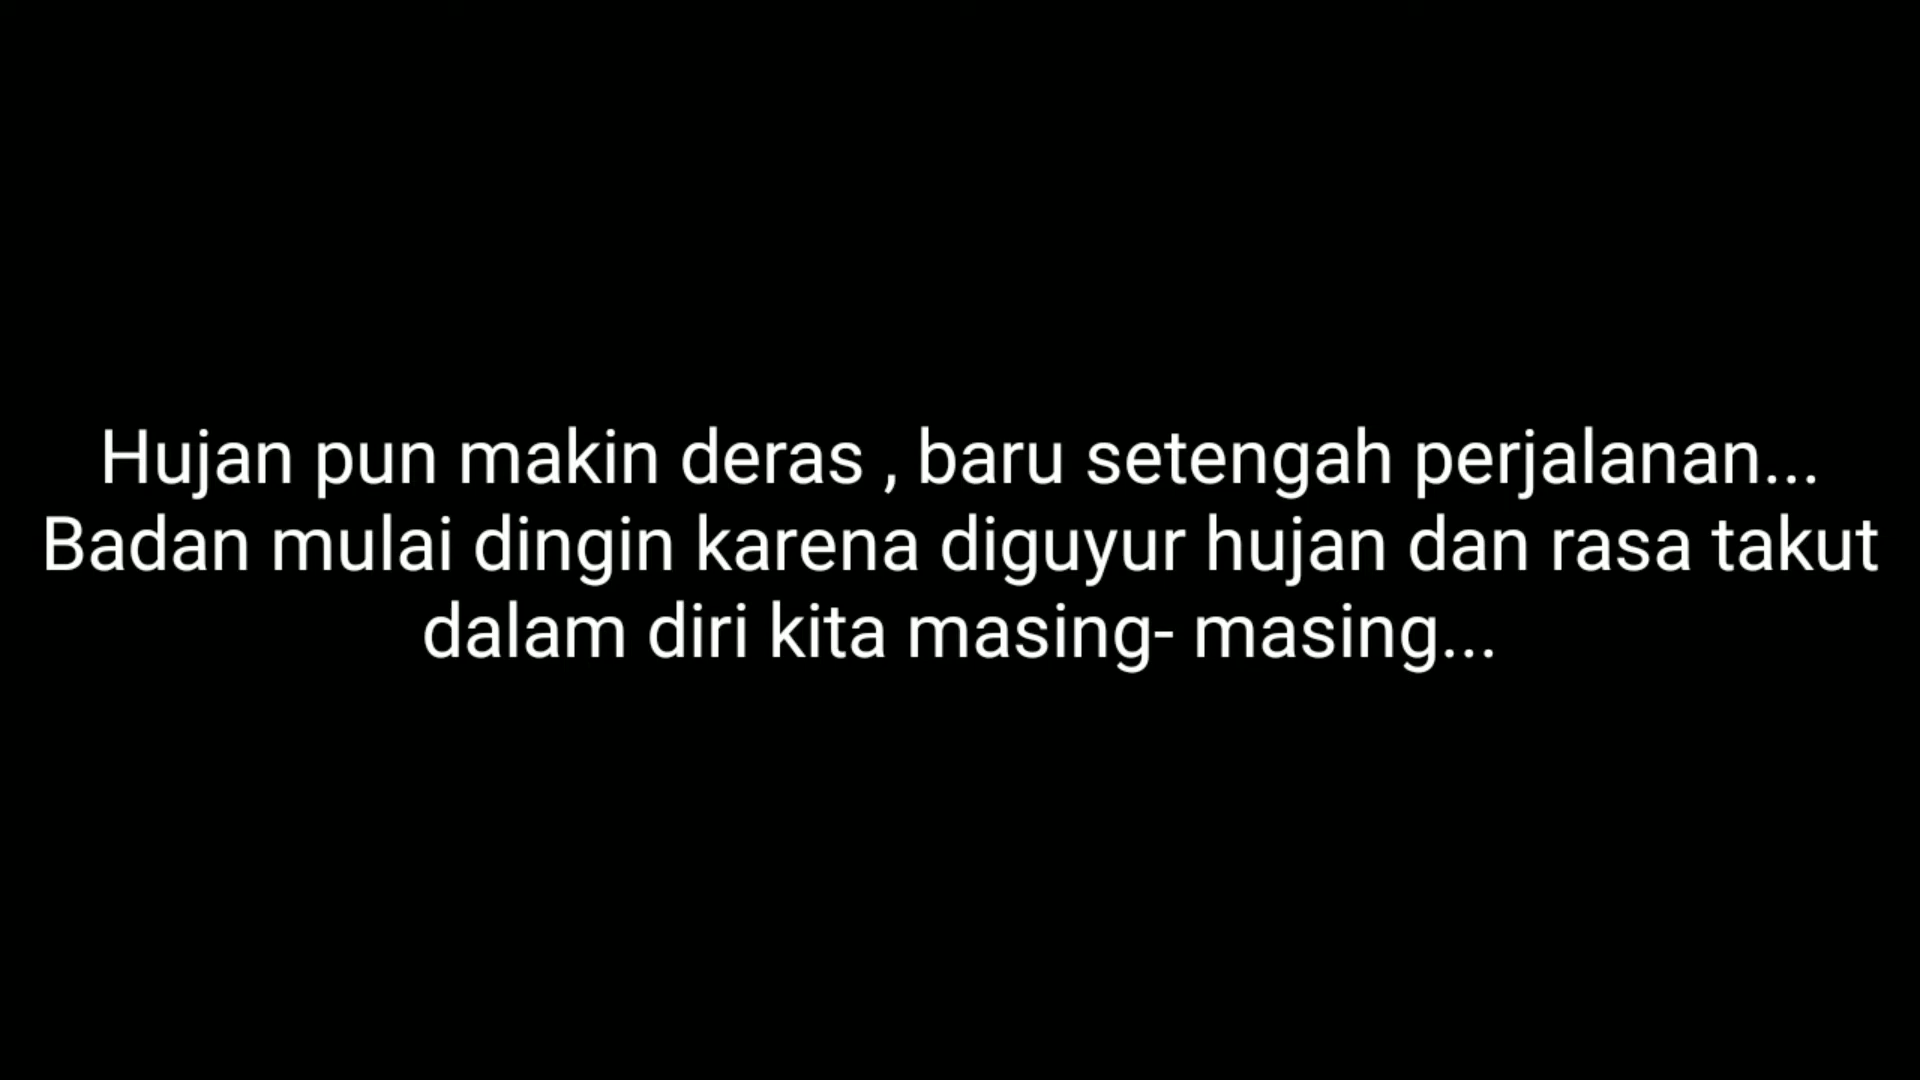 Hujan pun makin deras , baru setengah perjalanan...
Badan mulai dingin karena diguyur hujan dan rasa takut
dalam diri kita masing- masing...